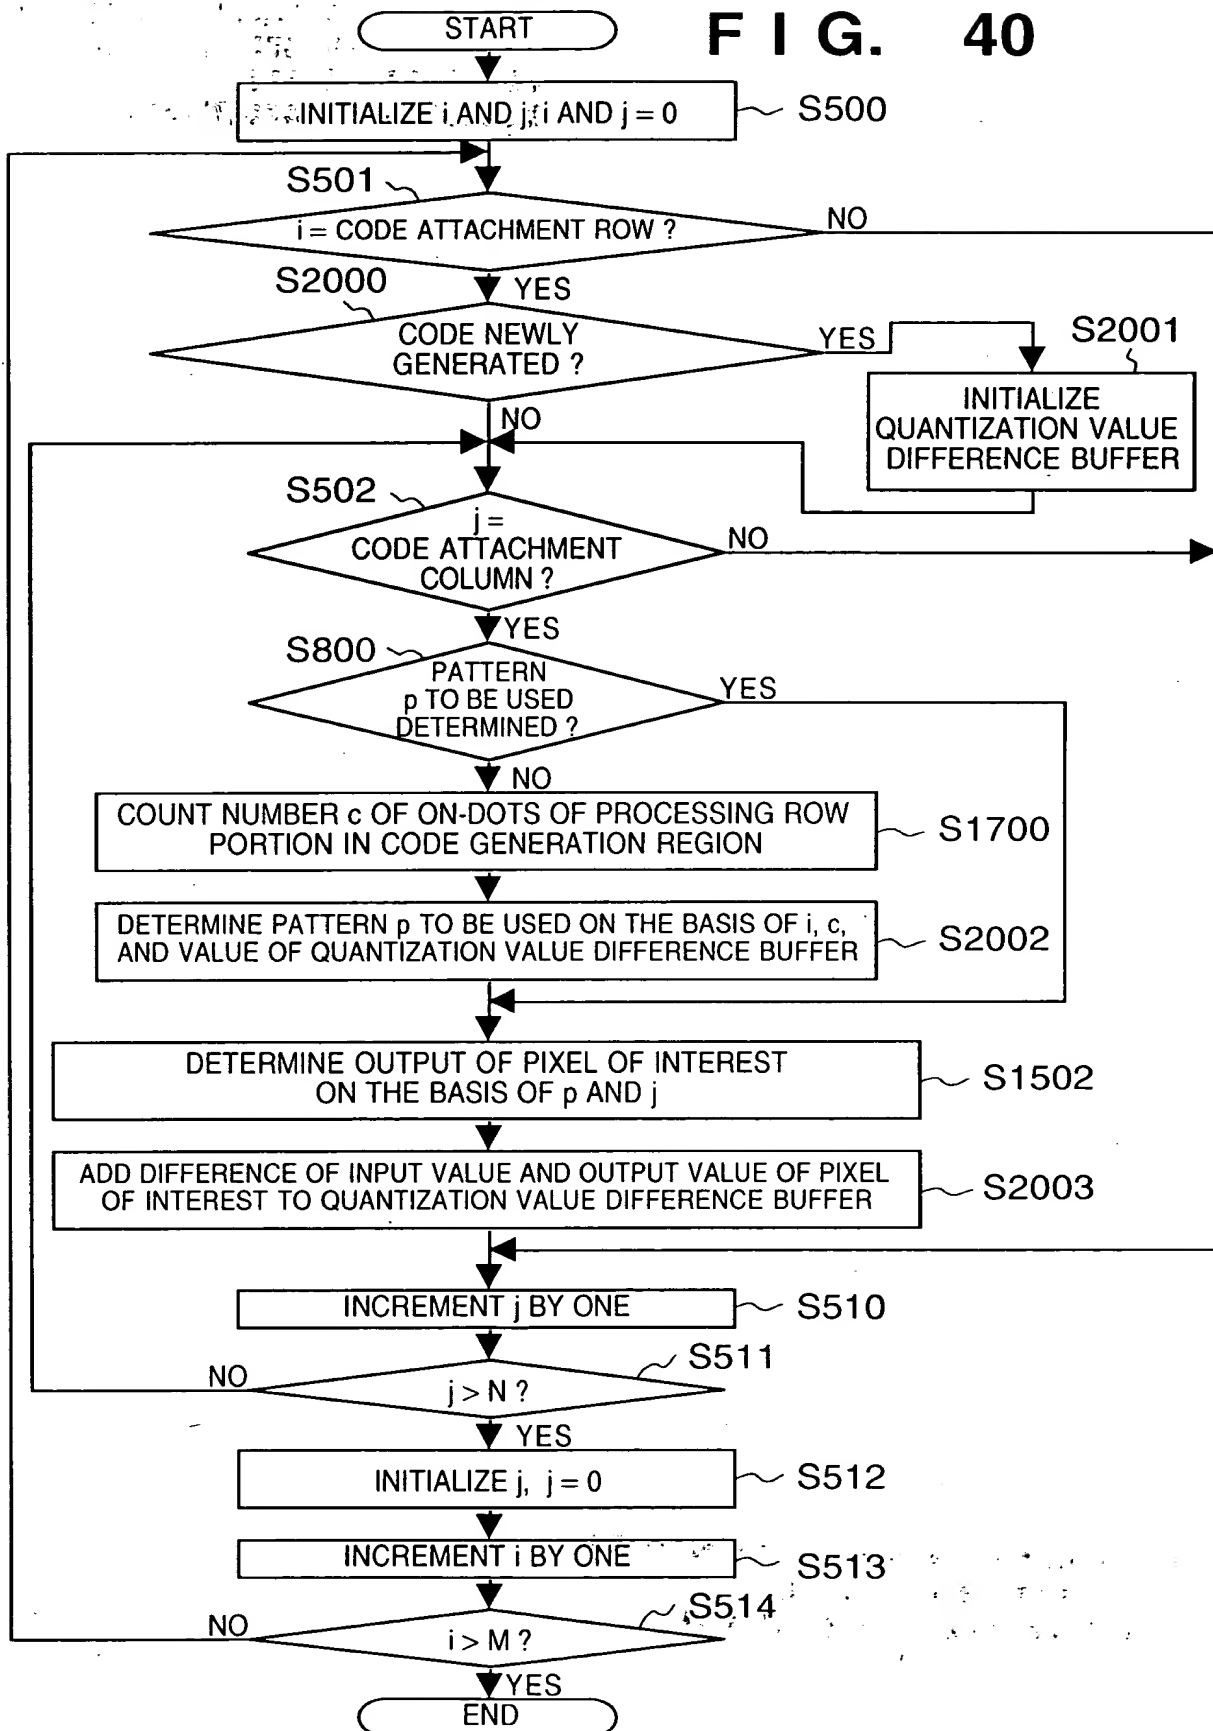 START
FIG. 40
INITIALIZE i AND j, i AND j = 0
S500
S501
i = CODE ATTACHMENT ROW ?
NO
YES
S2000
CODE NEWLY
GENERATED ?
YES
S2001
INITIALIZE
QUANTIZATION VALUE
DIFFERENCE BUFFER
NO
S502
j =
CODE ATTACHMENT
COLUMN ?
NO
YES
S800
PATTERN
p TO BE USED
DETERMINED ?
YES
NO
COUNT NUMBER c OF ON-DOTS OF PROCESSING ROW
PORTION IN CODE GENERATION REGION
S1700
DETERMINE PATTERN p TO BE USED ON THE BASIS OF i, c,
AND VALUE OF QUANTIZATION VALUE DIFFERENCE BUFFER
S2002
DETERMINE OUTPUT OF PIXEL OF INTEREST
ON THE BASIS OF p AND j
S1502
ADD DIFFERENCE OF INPUT VALUE AND OUTPUT VALUE OF PIXEL
OF INTEREST TO QUANTIZATION VALUE DIFFERENCE BUFFER
S2003
INCREMENT j BY ONE
S510
S511
NO
j > N ?
YES
INITIALIZE j, j = 0
S512
INCREMENT i BY ONE
S513
S514
NO
i > M ?
YES
END